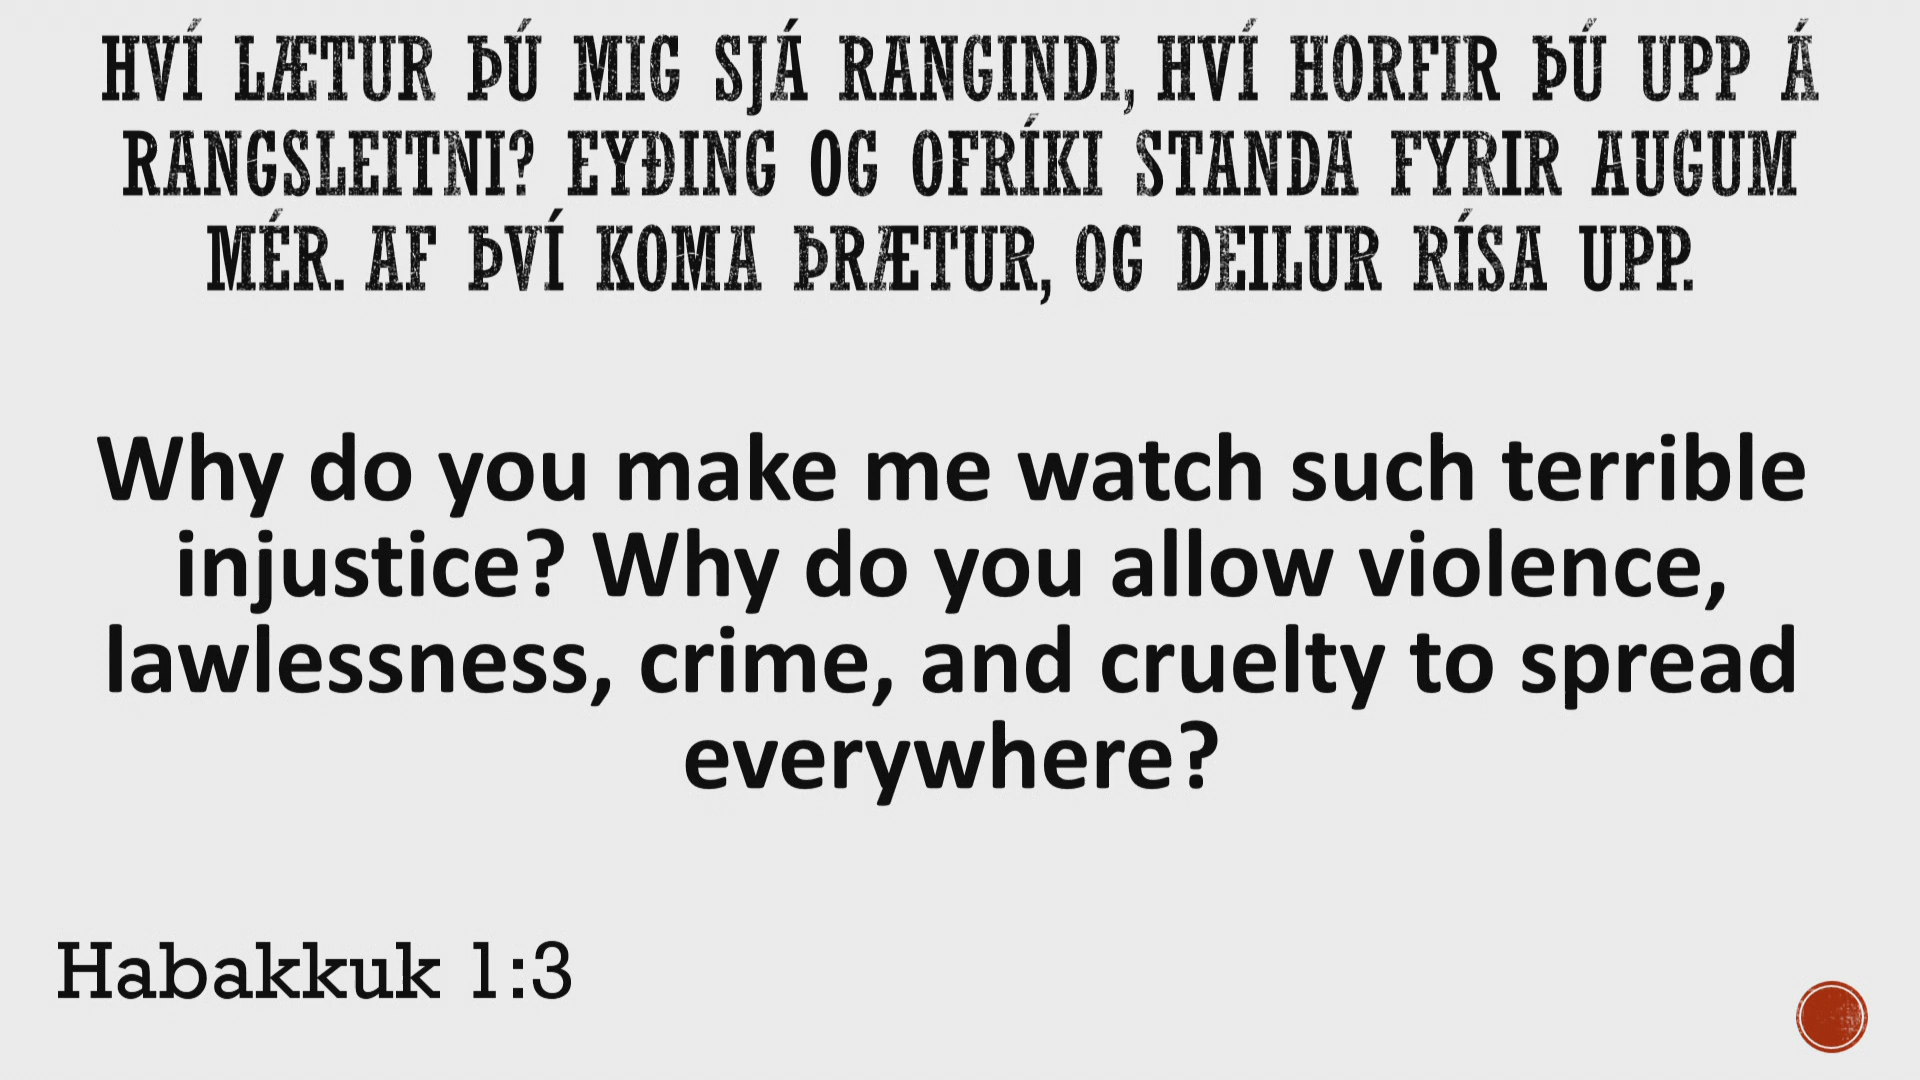 HVÍ LÆTUR ÞÚ MIG SJÁ RANGINDI, HVÍ HORFIR ÞÚ UPP Á
RANGSLEITNI? EYÐING OG OFRÍKI STANDA FYRIR AUGUM
MÉR. AF ÞVÍ KOMA ÞRÆTUR, OG DEILUR RÍSA UPP.
Why do you make me watch such terrible
injustice? Why do you allow violence,
lawlessness, crime, and cruelty to spread
everywhere?
Habakkuk 1:3